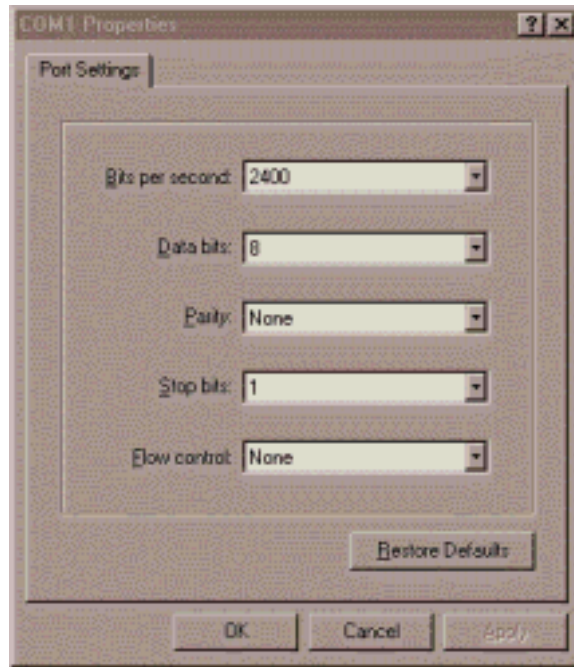 COM1 Properties
Port Settings
Bits per second: 2400
Data bits: 8
Parity: None
Stop bits: 1
Flow control: None
Restore Defaults
OK Cancel Apply